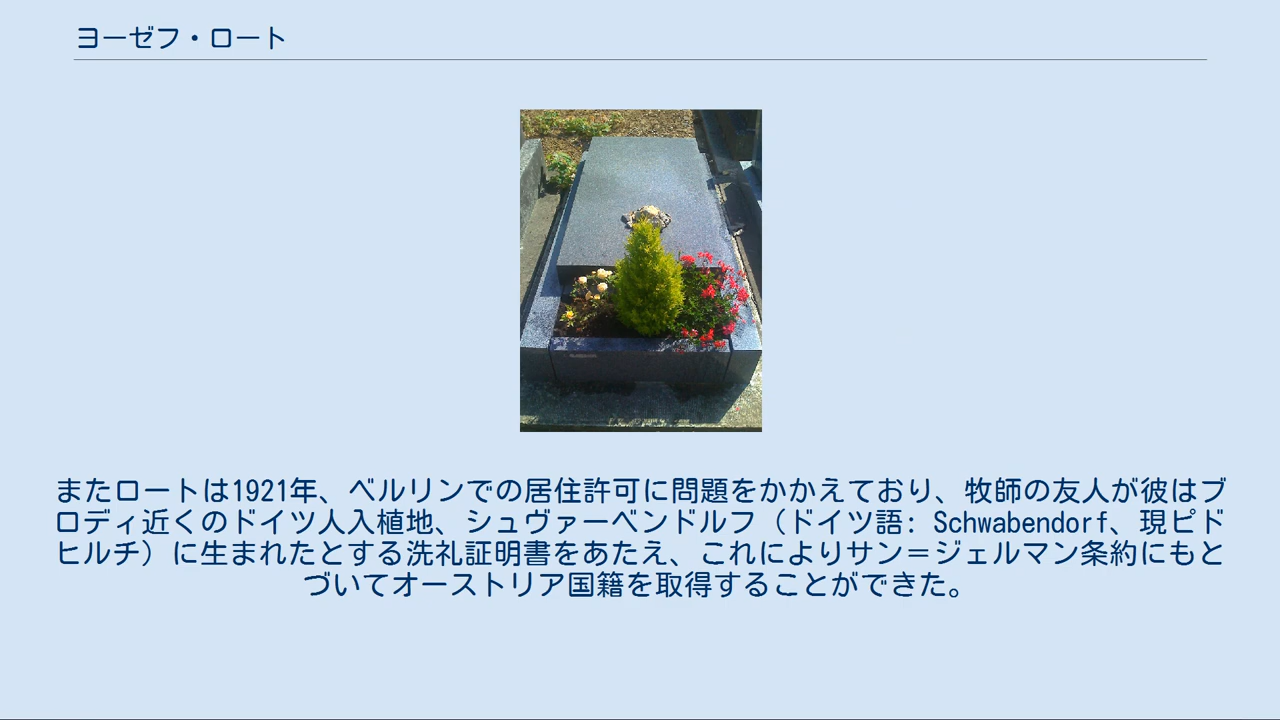 ヨーゼフ・ロート
またロートは1921年、ベルリンでの居住許可に問題をかかえており、牧師の友人が彼はブ
ロディ近くのドイツ人入植地、シュヴァーベンドルフ（ドイツ語: Schwabendorf、現ピド
ヒルチ）に生まれたとする洗礼証明書をあたえ、これによりサン＝ジェルマン条約にもと
づいてオーストリア国籍を取得することができた。